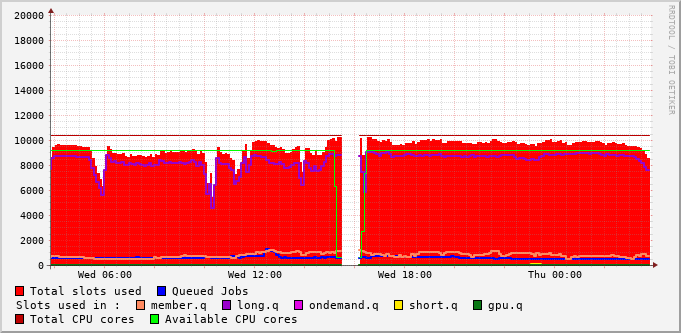 20000
18000
16000
14000
12000
10000
8000
6000
4000
2000
0
Wed 06:00 Wed 12:00 Wed 18:00 Thu 00:00
Total slots used Queued Jobs
Slots used in : member.q long.q ondemand.q short.q gpu.q
Total CPU cores Available CPU cores
RRDTOOL / TOBI OETIKER